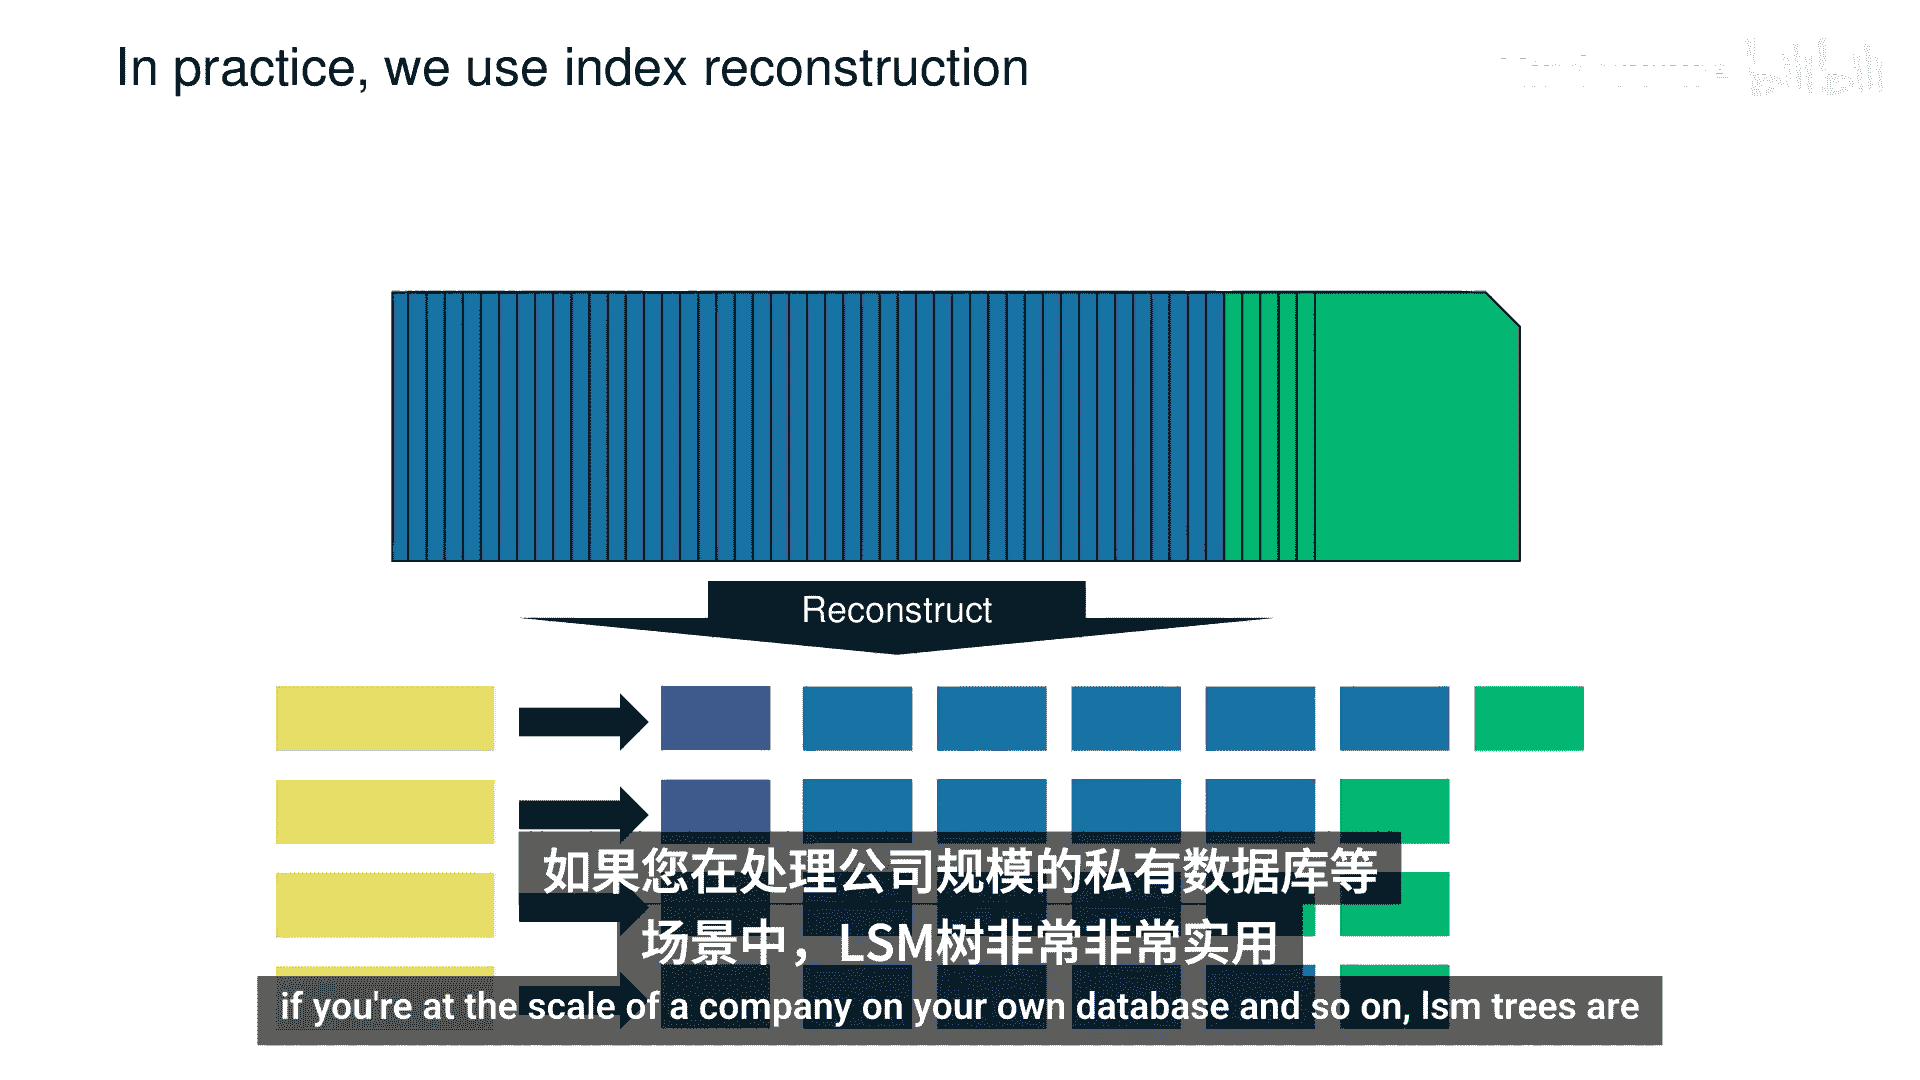 In practice, we use index reconstruction
Reconstruct
如果您在处理公司规模的私有数据库等
场景中，LSM树非常非常实用
if you're at the scale of a company on your own database and so on, lsm trees are